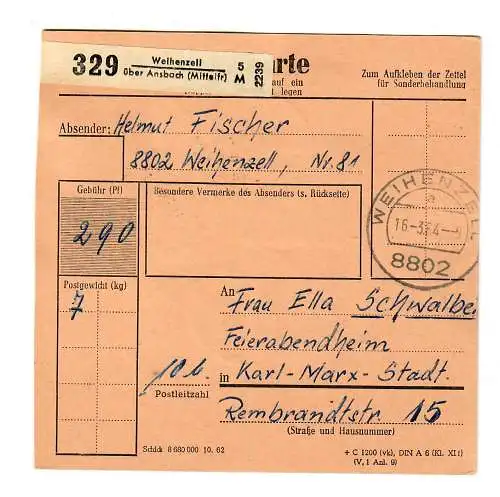 329 Weihenzell 5
über Ansbach (Mittelfr) M 2239
arte
auf ein
legen
Zum Aufkleben der Zettel
für Sonderbehandlung
Absender: Helmut Fischer
8802 Weihenzell, Nr. 81
WEIHENZELL
a
8802
Gebühr (Pf)
290
Besondere Vermerke des Absenders (s. Rückseite)
Postgewicht (kg)
7
An
Frau Ella Schwalbe
Feierabendheim
10b
in Karl-Marx-Stadt.
Postleitzahl
Rembrandtstr 15
(Straße und Hausnummer)
Schdr. 8 680 000 10. 62
+ C 1200 (vk), DIN A 6 (Kl. XI f)
(V, 1 Anl. 9)